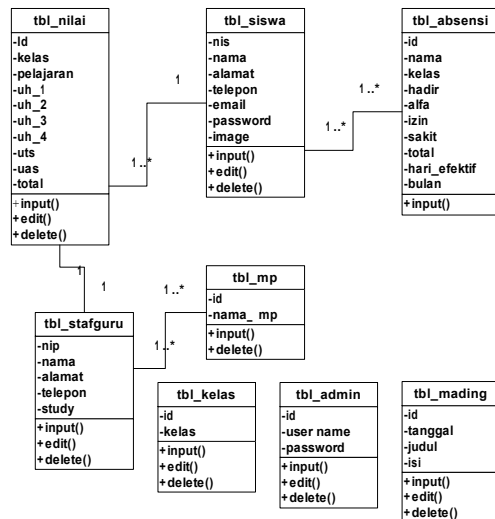 tbl_nilai
-Id
-kelas
-pelajaran
-uh_1
-uh_2
-uh_3
-uh_4
-uts
-uas
-total
+input()
+edit()
+delete()
1
1..*
tbl_siswa
-nis
-nama
-alamat
-telepon
-email
-password
-image
+input()
+edit()
+delete()
1..*
1..*
tbl_absensi
-id
-nama
-kelas
-hadir
-alfa
-izin
-sakit
-total
-hari_efektif
-bulan
+input()
1
1
tbl_stafguru
-nip
-nama
-alamat
-telepon
-study
+input()
+edit()
+delete()
1..*
1..*
tbl_mp
-id
-nama_ mp
+input()
+delete()
tbl_kelas
-id
-kelas
+input()
+edit()
+delete()
tbl_admin
-id
-user name
-password
+input()
+edit()
+delete()
tbl_mading
-id
-tanggal
-judul
-isi
+input()
+edit()
+delete()